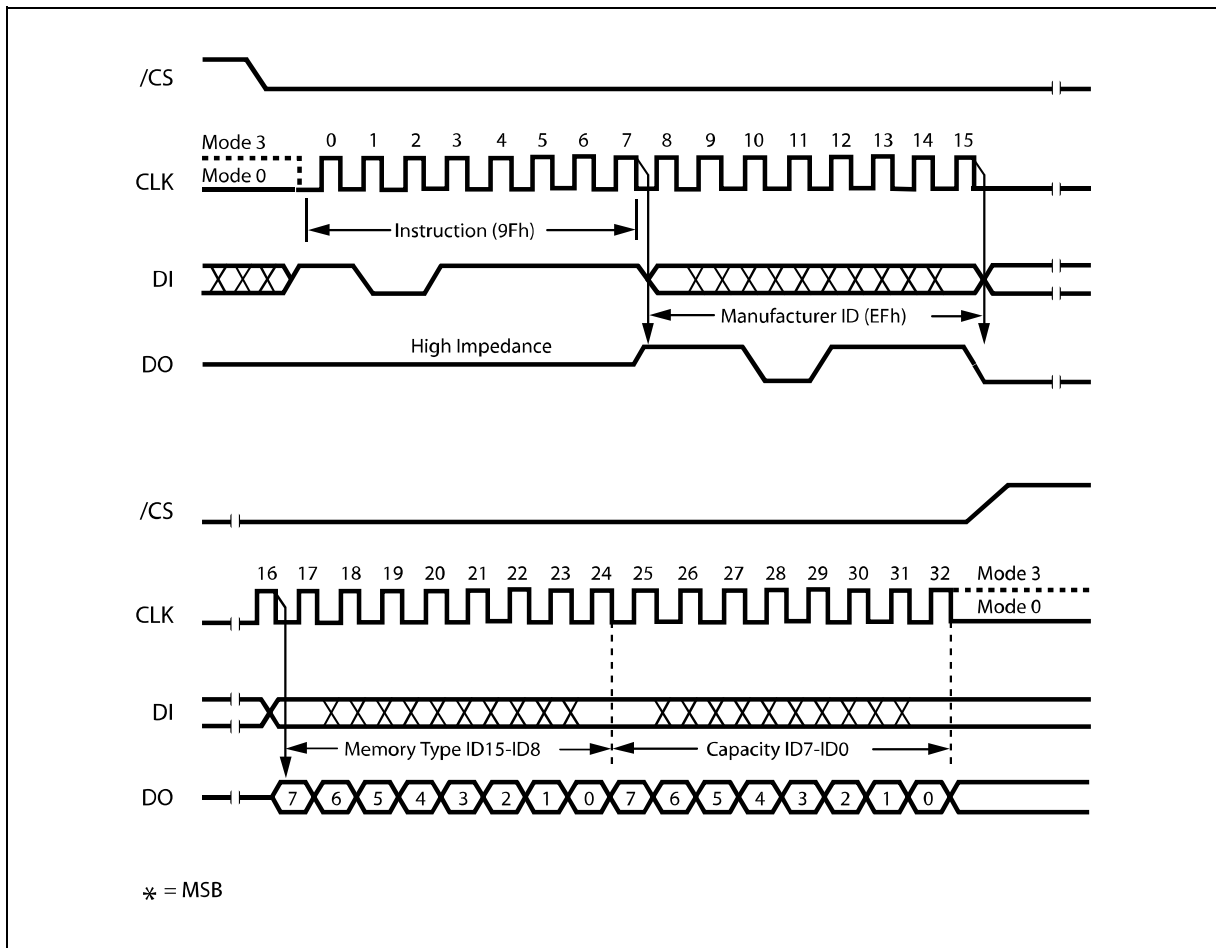 /CS
Mode 3
0 1 2 3 4 5 6 7 8 9 10 11 12 13 14 15
Mode 0
CLK
Instruction (9Fh)
DI
Manufacturer ID (EFh)
High Impedance
DO
/CS
16 17 18 19 20 21 22 23 24 25 26 27 28 29 30 31 32 Mode 3
Mode 0
CLK
DI
Memory Type ID15-ID8 Capacity ID7-ID0
DO 7 6 5 4 3 2 1 0 7 6 5 4 3 2 1 0
* = MSB